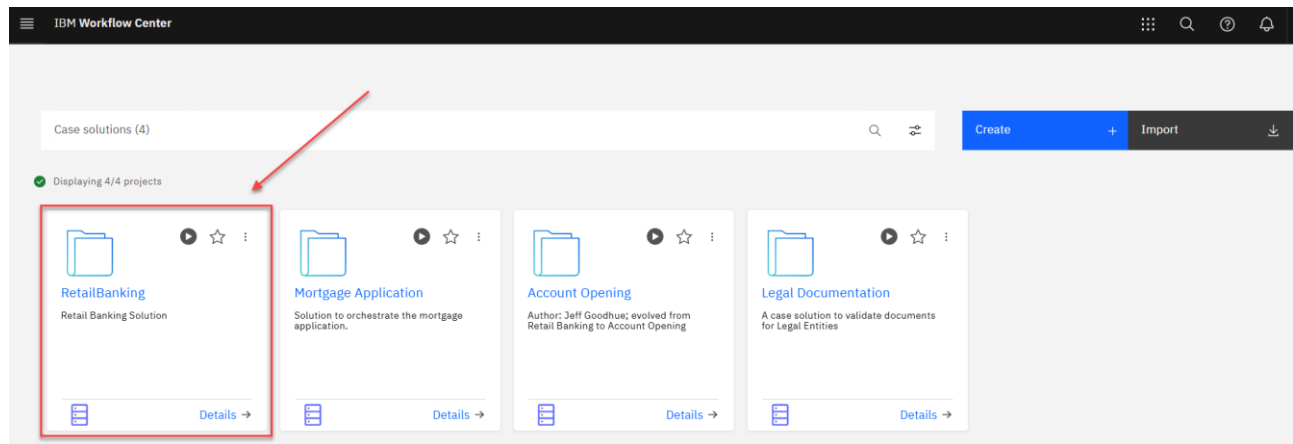 IBM Workflow Center
Case solutions (4)
Create
Import
Displaying 4/4 projects
RetailBanking
Retail Banking Solution
Details
Mortgage Application
Solution to orchestrate the mortgage
application.
Details
Account Opening
Author: Jeff Goodhue; evolved from
Retail Banking to Account Opening
Details
Legal Documentation
A case solution to validate documents
for Legal Entities
Details